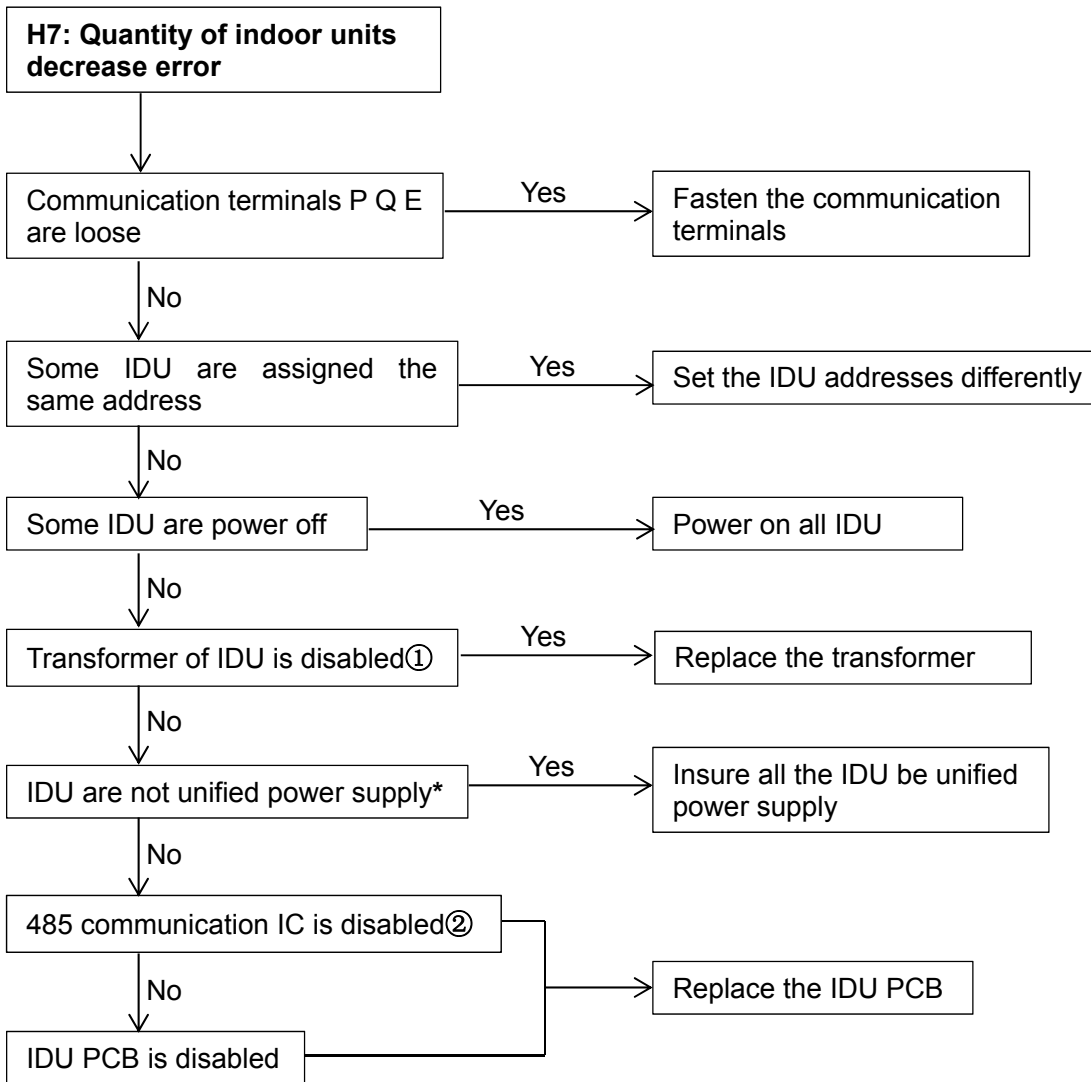 H7: Quantity of indoor units
decrease error
Communication terminals P Q E
are loose
Yes
Fasten the communication
terminals
No
Some IDU are assigned the
same address
Yes
Set the IDU addresses differently
No
Some IDU are power off
Yes
Power on all IDU
No
Transformer of IDU is disabled①
Yes
Replace the transformer
No
IDU are not unified power supply*
Yes
Insure all the IDU be unified
power supply
No
485 communication IC is disabled②
Replace the IDU PCB
No
IDU PCB is disabled